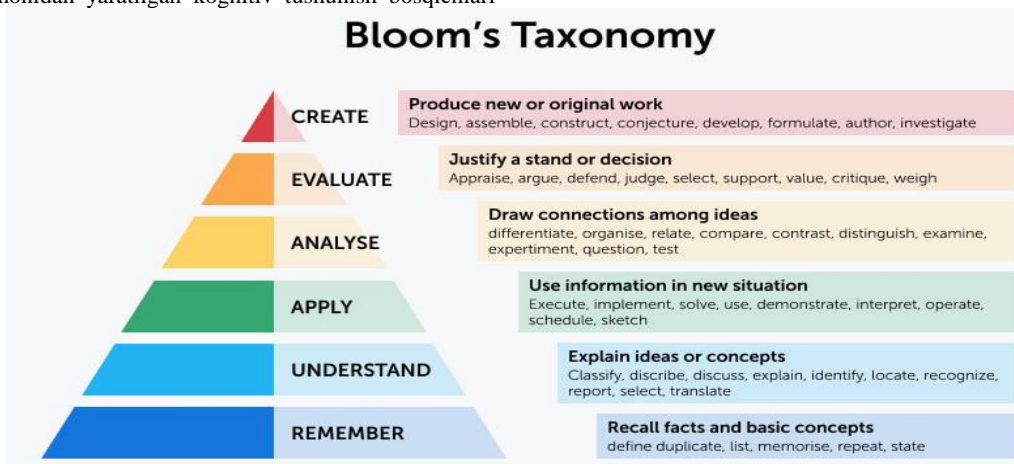 yaratilgan kognitiv tushunish bosqichlari
Bloom’s Taxonomy
CREATE
Produce new or original work
Design, assemble, construct, conjecture, develop, formulate, author, investigate
EVALUATE
Justify a stand or decision
Appraise, argue, defend, judge, select, support, value, critique, weigh
ANALYSE
Draw connections among ideas
differentiate, organise, relate, compare, contrast, distinguish, examine,
expertiment, question, test
APPLY
Use information in new situation
Execute, implement, solve, use, demonstrate, interpret, operate,
schedule, sketch
UNDERSTAND
Explain ideas or concepts
Classify, discribe, discuss, explain, identify, locate, recognize,
report, select, translate
REMEMBER
Recall facts and basic concepts
define duplicate, list, memorise, repeat, state